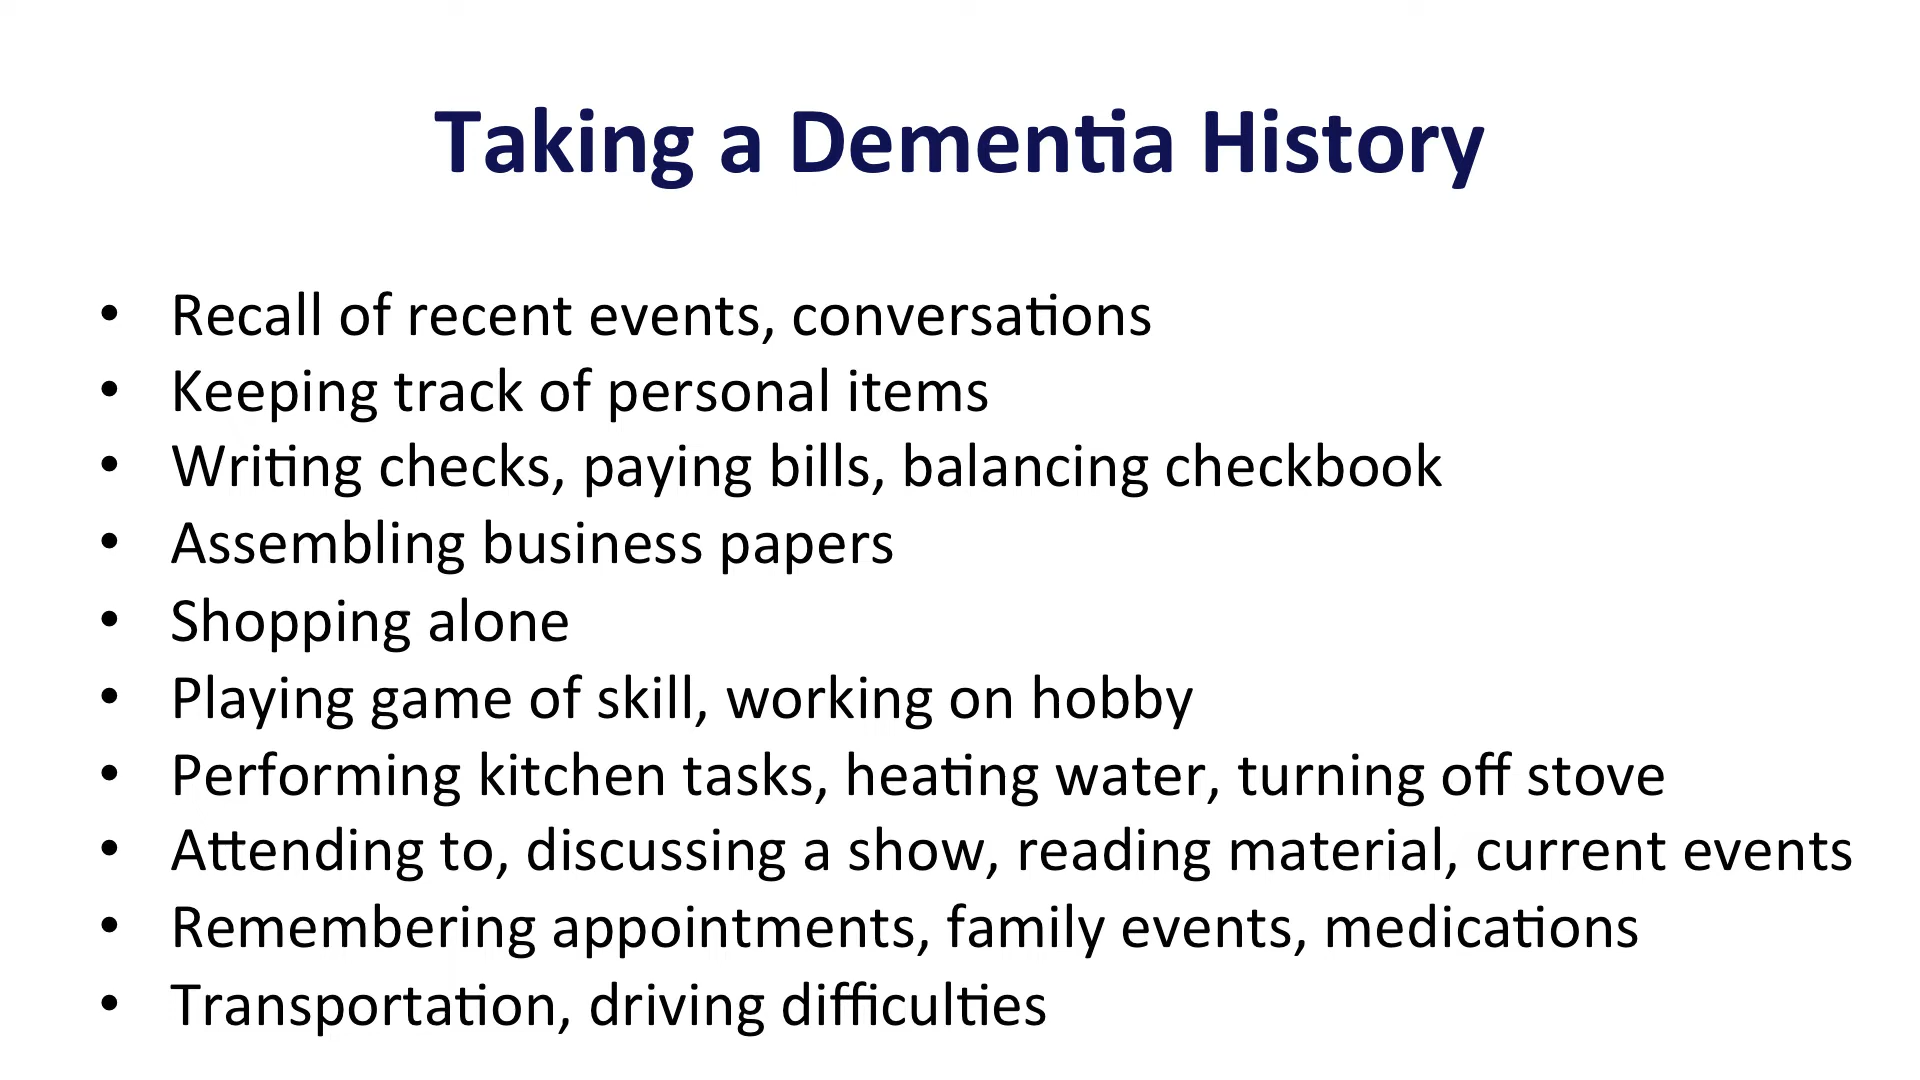 Taking a Dementia History
• Recall of recent events, conversations
• Keeping track of personal items
• Writing checks, paying bills, balancing checkbook
• Assembling business papers
• Shopping alone
• Playing game of skill, working on hobby
• Performing kitchen tasks, heating water, turning off stove
• Attending to, discussing a show, reading material, current events
• Remembering appointments, family events, medications
• Transportation, driving difficulties